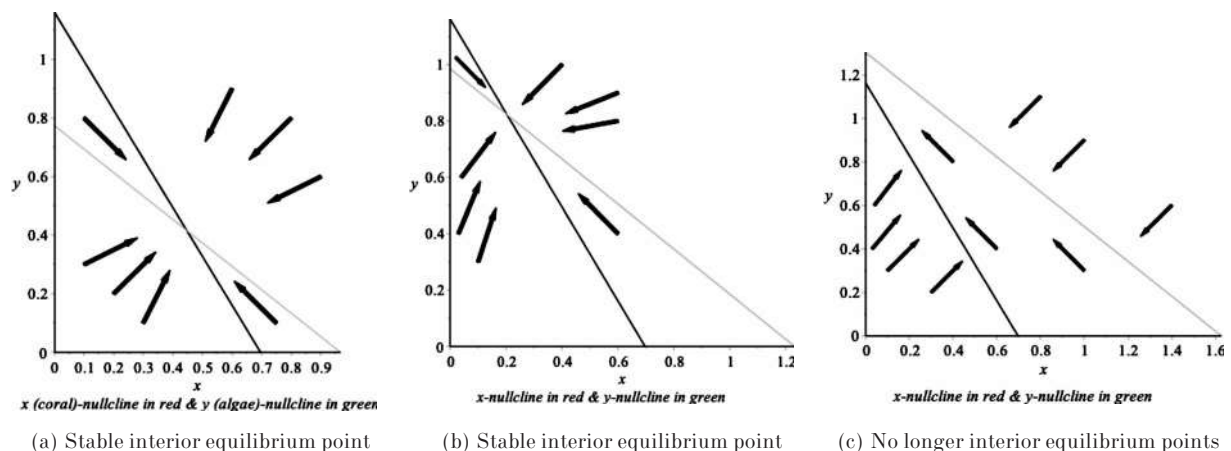 1
0.8
y 0.6
0.4
0.2
0
0 0.1 0.2 0.3 0.4 0.5 0.6 0.7 0.8 0.9
x
x (coral)-nullcline in red & y (algae)-nullcline in green
(a) Stable interior equilibrium point
1
0.8
y
0.6
0.4
0.2
0
0 0.2 0.4 0.6 0.8 1 1.2
x
x-nullcline in red & y-nullcline in green
(b) Stable interior equilibrium point
1.2
1
0.8
y
0.6
0.4
0.2
0
0 0.2 0.4 0.6 0.8 1 1.2 1.4 1.6
x
x-nullcline in red & y-nullcline in green
(c) No longer interior equilibrium points